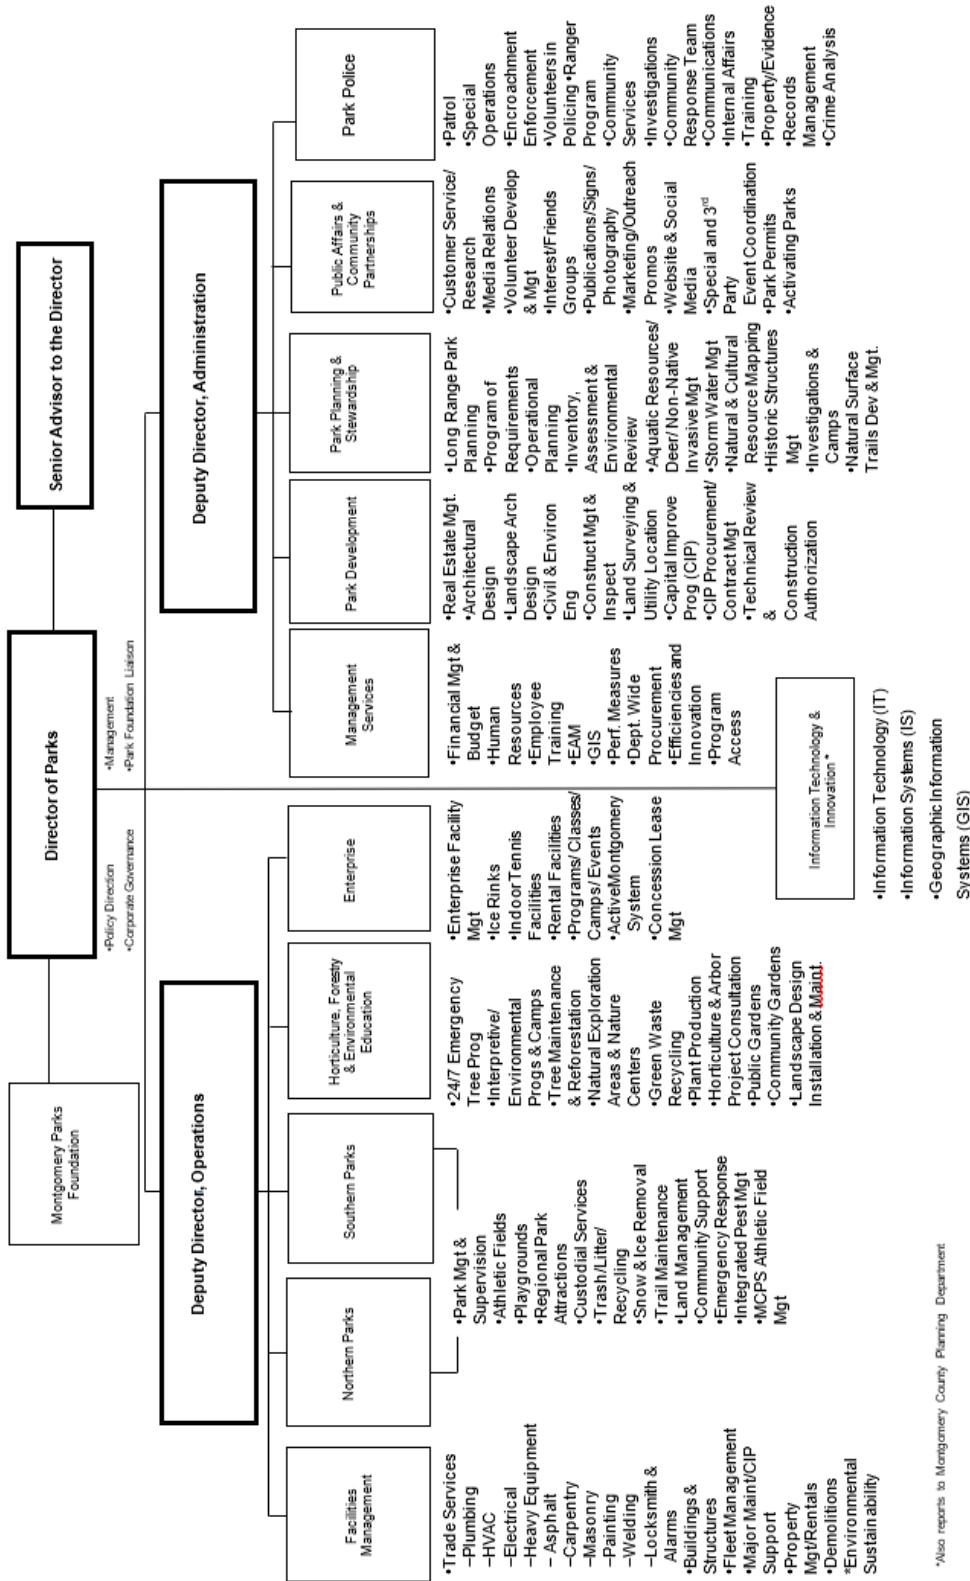 Montgomery Parks
Foundation
Director of Parks
Senior Advisor to the Director
•Policy Direction
•Corporate Governance
•Management
•Park Foundation Liaison
Deputy Director, Operations
Deputy Director, Administration
Facilities
Management
•Trade Services
–Plumbing
–HVAC
–Electrical
–Heavy Equipment
– Asphalt
–Carpentry
–Masonry
–Painting
–Welding
–Locksmith &
Alarms
•Buildings &
Structures
•Fleet Management
•Major Maint/CIP
Support
•Property
Mgt/Rentals
•Demolitions
*Environmental
Sustainability
Northern Parks
Southern Parks
•Park Mgt &
Supervision
•Athletic Fields
•Playgrounds
•Regional Park
Attractions
•Custodial Services
•Trash/Litter/
Recycling
•Snow & Ice Removal
•Trail Maintenance
•Land Management
•Community Support
•Emergency Response
•Integrated Pest Mgt
•MCPS Athletic Field
Mgt
Horticulture, Forestry
& Environmental
Education
•24/7 Emergency
Tree Prog
•Interpretive/
Environmental
Progs & Camps
•Tree Maintenance
& Reforestation
•Natural Exploration
Areas & Nature
Centers
•Green Waste
Recycling
•Plant Production
•Horticulture & Arbor
Project Consultation
•Public Gardens
•Community Gardens
•Landscape Design
Installation & Maint.
Enterprise
•Enterprise Facility
Mgt
•Ice Rinks
•Indoor Tennis
Facilities
•Rental Facilities
•Programs/ Classes/
Camps/ Events
•ActiveMontgomery
System
•Concession Lease
Mgt
Information Technology &
Innovation *
•Information Technology (IT)
•Information Systems (IS)
•Geographic Information
Systems (GIS)
Management
Services
•Financial Mgt &
Budget
•Human
Resources
•Employee
Training
•EAM
•GIS
•Perf. Measures
•Dept. Wide
Procurement
•Efficiencies and
Innovation
•Program
Access
Park Development
•Real Estate Mgt.
•Architectural
Design
•Landscape Arch
Design
•Civil & Environ
Eng
•Construct Mgt &
Inspect
•Land Surveying &
Utility Location
•Capital Improve
Prog (CIP)
•CIP Procurement/
Contract Mgt
•Technical Review
&
Construction
Authorization
Park Planning &
Stewardship
•Long Range Park
Planning
•Program of
Requirements
•Operational
Planning
•Inventory,
Assessment &
Environmental
Review
•Aquatic Resources/
Deer/ Non-Native
Invasive Mgt
•Storm Water Mgt
•Natural & Cultural
Resource Mapping
•Historic Structures
Mgt
•Investigations &
Camps
•Natural Surface
Trails Dev & Mgt.
Public Affairs &
Community
Partnerships
•Customer Service/
Research
•Media Relations
•Volunteer Develop
& Mgt
•Interest/Friends
Groups
•Publications/Signs/
Photography
•Marketing/Outreach
Promos
•Website & Social
Media
•Special and 3rd
Party
Event Coordination
•Park Permits
•Activating Parks
Park Police
•Patrol
•Special
Operations
•Encroachment
Enforcement
•Volunteers in
Policing •Ranger
Program
•Community
Services
•Investigations
•Community
Response Team
•Communications
•Internal Affairs
•Training
•Property/Evidence
•Records
Management
•Crime Analysis
*Also reports to Montgomery County Planning Department